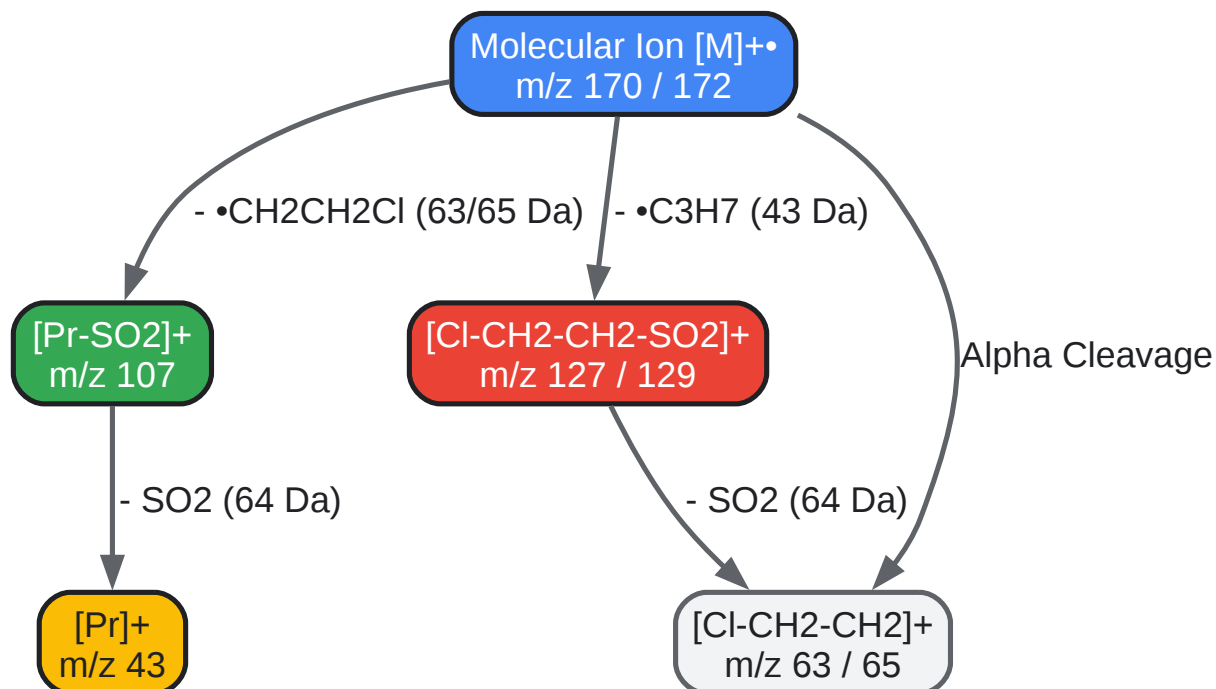 Molecular Ion [M]+•
m/z 170 / 172
- •CH2CH2Cl (63/65 Da)
- •C3H7 (43 Da)
[Pr-SO2]+
m/z 107
[Cl-CH2-CH2-SO2]+
m/z 127 / 129
Alpha Cleavage
- SO2 (64 Da)
- SO2 (64 Da)
[Pr]+
m/z 43
[Cl-CH2-CH2]+
m/z 63 / 65